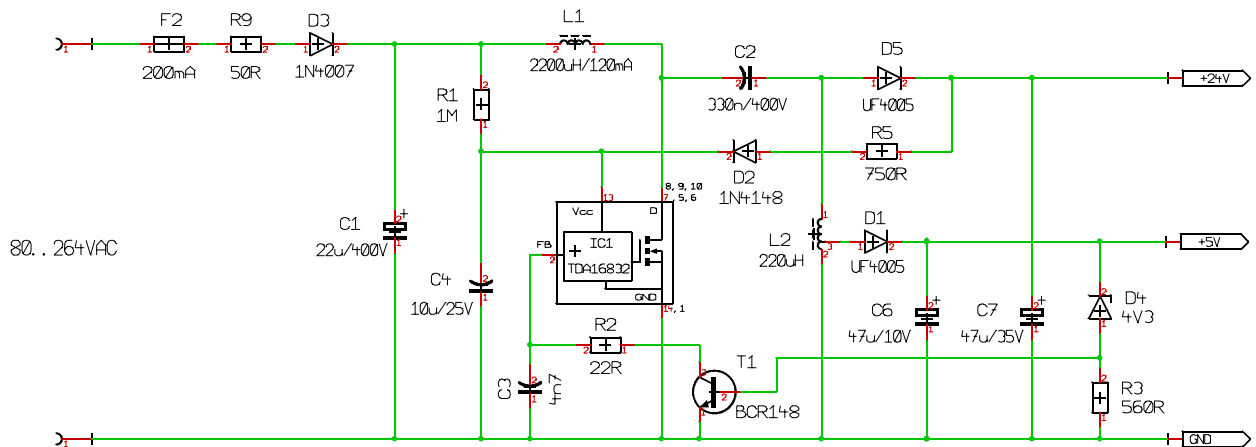 F2
200mA
R9
50R
D3
1N4007
L1
2200uH/120mA
C2
330n/400V
D5
UF4005
+24V
R1
1M
R5
750R
D2
1N4148
8, 9, 10
7, 5, 6
13
Vcc
D
C1
22u/400V
80.. 264VAC
FB
IC1
TDA16832
GND
14, 1
L2
220uH
D1
UF4005
+5V
C4
10u/25V
C6
47u/10V
C7
47u/35V
D4
4V3
R2
22R
C3
4n7
T1
BCR148
R3
560R
GND